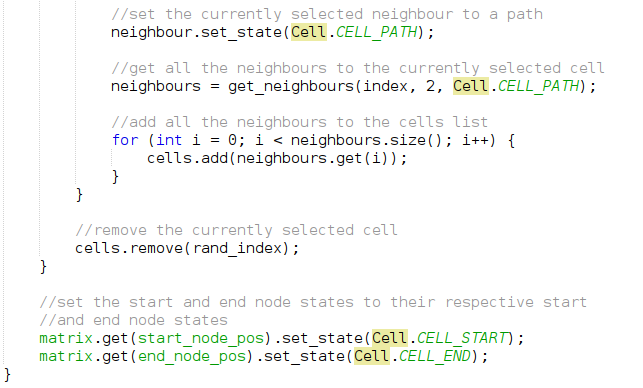 //set the currently selected neighbour to a path
neighbour.set_state(Cell.CELL_PATH);
//get all the neighbours to the currently selected cell
neighbours = get_neighbours(index, 2, Cell.CELL_PATH);
//add all the neighbours to the cells list
for (int i = 0; i < neighbours.size(); i++) {
cells.add(neighbours.get(i));
}
}
//remove the currently selected cell
cells.remove(rand_index);
}
//set the start and end node states to their respective start
//and end node states
matrix.get(start_node_pos).set_state(Cell.CELL_START);
matrix.get(end_node_pos).set_state(Cell.CELL_END);
}